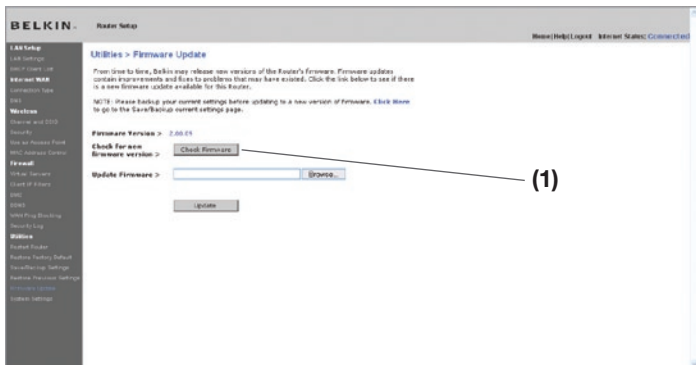 BELKIN.
Router Setup
Home|Help|Logout Internet Status: Connected
LAN Setup
LAN Settings
DHCP Client List
Internet WAN
Connection Type
DNS
Wireless
Channel and SSID
Security
Use as Access Point
MAC Address Control
Firewall
Virtual Servers
Client IP Filters
DMZ
DDNS
WAN Ping Blocking
Security Log
Utilities
Restart Router
Restore Factory Default
Save/Backup Settings
Restore Previous Settings
Firmware Update
System Settings
Utilities > Firmware Update
From time to time, Belkin may release new versions of the Router's firmware. Firmware updates
contain improvements and fixes to problems that may have existed. Click the link below to see if there
is a new firmware update available for this Router.
NOTE: Please backup your current settings before updating to a new version of firmware. Click Here
to go to the Save/Backup current settings page.
Firmware Version >
Check for new
firmware version >
Check Firmware
Update Firmware >
Browse...
Update
(1)